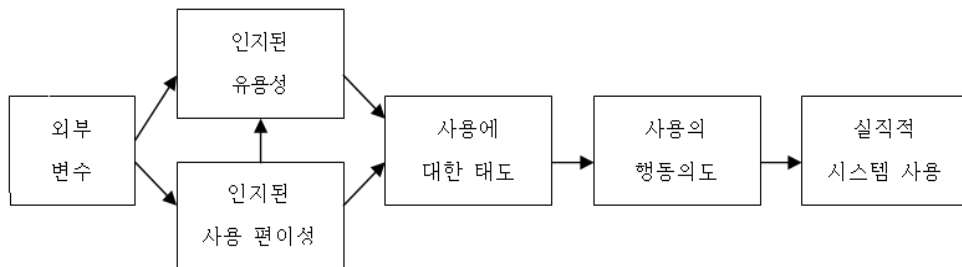 외부
변수
인지된
유용성
인지된
사용 편이성
사용에
대한 태도
사용의
행동의도
실직적
시스템 사용